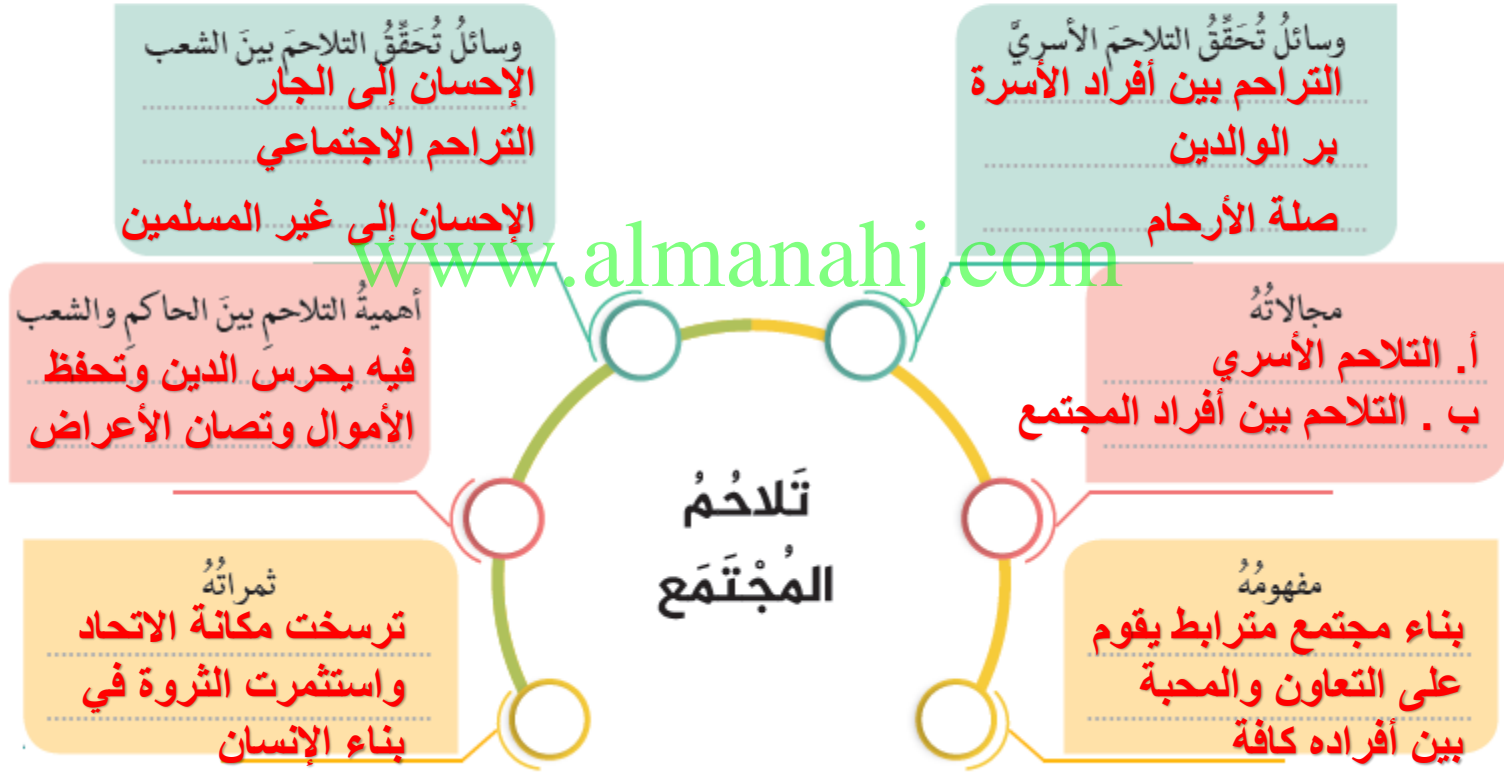 وسائلُ تُحَقِّقُ التلاحمَ الأسريَّ
التراحم بين أفراد الأسرة
بر الوالدين
صلة الأرحام
وسائلُ تُحَقِّقُ التلاحمَ بينَ الشعب
الإحسان إلى الجار
التراحم الاجتماعي
الإحسان إلى غير المسلمين
www.almanahj.com
مجالاتُهُ
أ. التلاحم الأسري
ب . التلاحم بين أفراد المجتمع
أهميةُ التلاحمِ بينَ الحاكمِ والشعب
فيه يحرس الدين وتحفظ
الأموال وتصان الأعراض
تَلاحُمُ
المُجْتَمَع
مفهومُهُ
بناء مجتمع مترابط يقوم
على التعاون والمحبة
بين أفراده كافة
ثمراتُهُ
ترسخت مكانة الاتحاد
واستثمرت الثروة في
بناء الإنسان